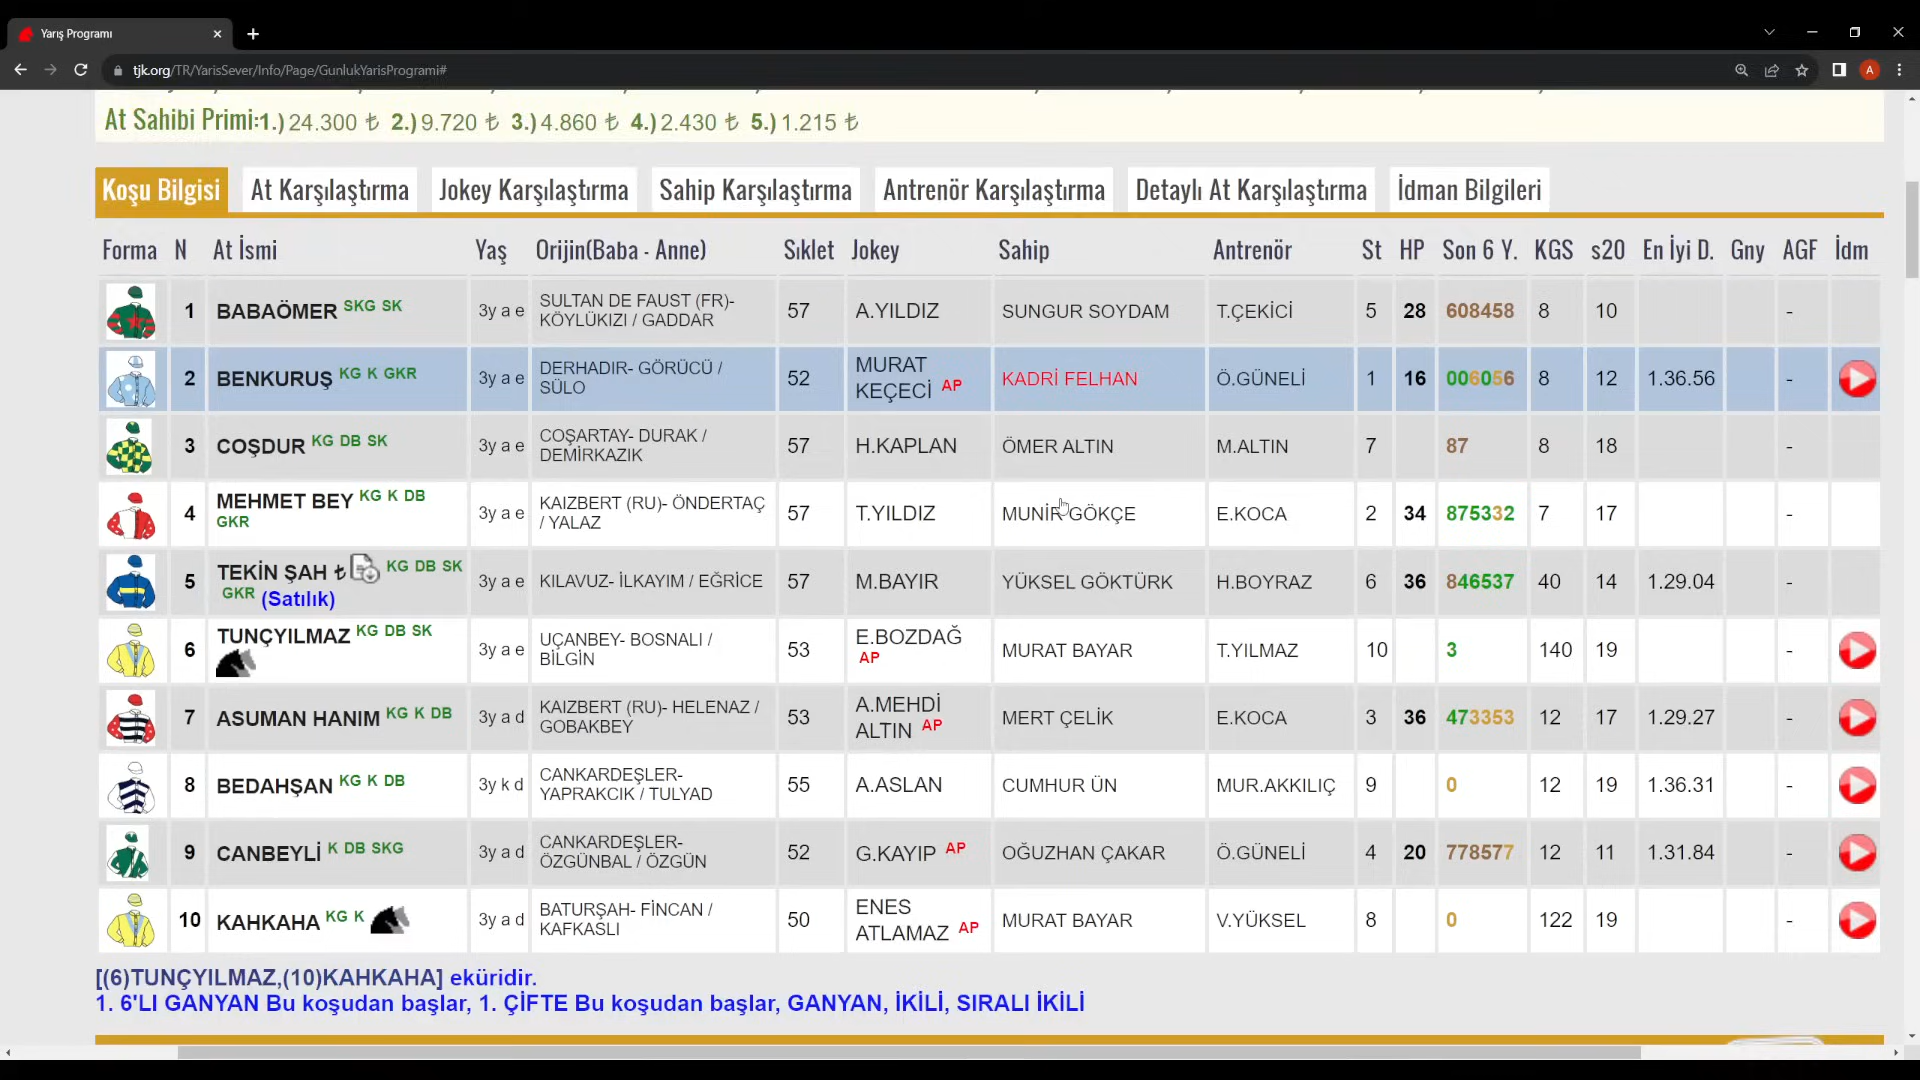 Yarış Programı
tjk.org/TR/YarisSever/Info/Page/GunlukYarisProgrami#
A
At Sahibi Primi:1.) 24.300 ₺ 2.) 9.720 ₺ 3.) 4.860 ₺ 4.) 2.430 ₺ 5.) 1.215 ₺
Koşu Bilgisi At Karşılaştırma Jokey Karşılaştırma Sahip Karşılaştırma Antrenör Karşılaştırma Detaylı At Karşılaştırma İdman Bilgileri
Forma N At İsmi Yaş Orijin(Baba - Anne) Sıklet Jokey Sahip Antrenör St HP Son 6 Y. KGS s20 En İyi D. Gny AGF İdm
1 BABAÖMER SKG SK 3y a e SULTAN DE FAUST (FR)- KÖYLÜKIZI / GADDAR 57 A.YILDIZ SUNGUR SOYDAM T.ÇEKİCİ 5 28 608458 8 10 -
2 BENKURUŞ KG K GKR 3y a e DERHADIR- GÖRÜCÜ / SÜLO 52 MURAT KEÇECİ AP KADRİ FELHAN Ö.GÜNELİ 1 16 006056 8 12 1.36.56 -
3 COŞDUR KG DB SK 3y a e COŞARTAY- DURAK / DEMİRKAZIK 57 H.KAPLAN ÖMER ALTIN M.ALTIN 7 87 8 18 -
4 MEHMET BEY KG K DB GKR 3y a e KAIZBERT (RU)- ÖNDERTAÇ / YALAZ 57 T.YILDIZ MUNİR GÖKÇE E.KOCA 2 34 875332 7 17 -
5 TEKİN ŞAH ₺ KG DB SK GKR (Satılık) 3y a e KILAVUZ- İLKAYIM / EĞRİCE 57 M.BAYIR YÜKSEL GÖKTÜRK H.BOYRAZ 6 36 846537 40 14 1.29.04 -
6 TUNÇYILMAZ KG DB SK 3y a e UÇANBEY- BOSNALI / BİLGİN 53 E.BOZDAĞ AP MURAT BAYAR T.YILMAZ 10 3 140 19 -
7 ASUMAN HANIM KG K DB 3y a d KAIZBERT (RU)- HELENAZ / GOBAKBEY 53 A.MEHDİ ALTIN AP MERT ÇELİK E.KOCA 3 36 473353 12 17 1.29.27 -
8 BEDAHŞAN KG K DB 3y k d CANKARDEŞLER- YAPRAKCIK / TULYAD 55 A.ASLAN CUMHUR ÜN MUR.AKKILIÇ 9 0 12 19 1.36.31 -
9 CANBEYLİ K DB SKG 3y a d CANKARDEŞLER- ÖZGÜNBAL / ÖZGÜN 52 G.KAYIP AP OĞUZHAN ÇAKAR Ö.GÜNELİ 4 20 778577 12 11 1.31.84 -
10 KAHKAHA KG K 3y a d BATURŞAH- FİNCAN / KAFKASLI 50 ENES ATLAMAZ AP MURAT BAYAR V.YÜKSEL 8 0 122 19 -
[(6)TUNÇYILMAZ,(10)KAHKAHA] eküridir.
1. 6'LI GANYAN Bu koşudan başlar, 1. ÇİFTE Bu koşudan başlar, GANYAN, İKİLİ, SIRALI İKİLİ